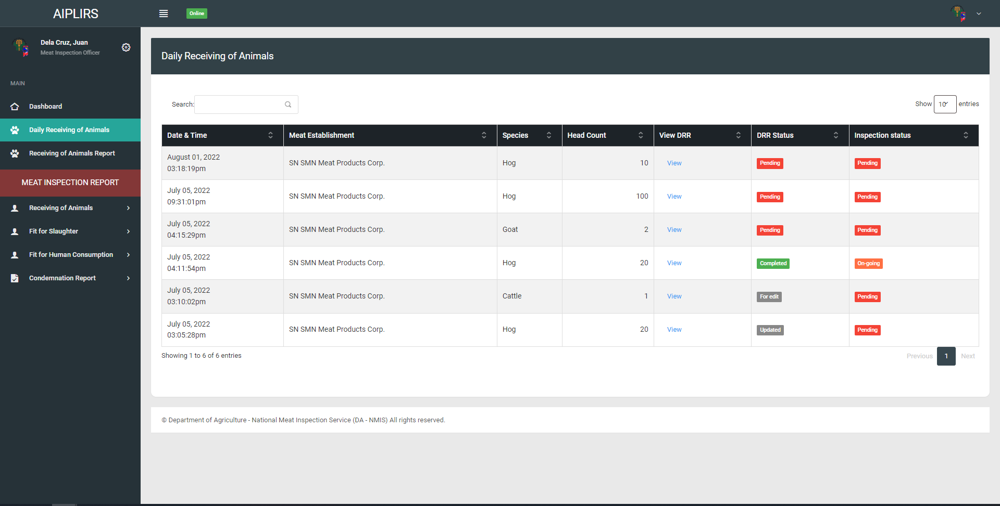 AIPLIRS
Online
Dela Cruz, Juan
Meat Inspection Officer
MAIN
Dashboard
Daily Receiving of Animals
Receiving of Animals Report
MEAT INSPECTION REPORT
Receiving of Animals
Fit for Slaughter
Fit for Human Consumption
Condemnation Report
Daily Receiving of Animals
Search:
Show 10 entries
Date & Time Meat Establishment Species Head Count View DRR DRR Status Inspection status
August 01, 2022
03:18:19pm SN SMN Meat Products Corp. Hog 10 View Pending Pending
July 05, 2022
09:31:01pm SN SMN Meat Products Corp. Hog 100 View Pending Pending
July 05, 2022
04:15:29pm SN SMN Meat Products Corp. Goat 2 View Pending Pending
July 05, 2022
04:11:54pm SN SMN Meat Products Corp. Hog 20 View Completed On-going
July 05, 2022
03:10:02pm SN SMN Meat Products Corp. Cattle 1 View For edit Pending
July 05, 2022
03:05:28pm SN SMN Meat Products Corp. Hog 20 View Updated Pending
Showing 1 to 6 of 6 entries
Previous 1 Next
© Department of Agriculture - National Meat Inspection Service (DA - NMIS) All rights reserved.